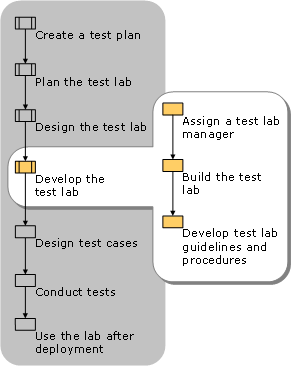 Create a test plan
Plan the test lab
Design the test lab
Develop the
test lab
Design test cases
Conduct tests
Use the lab after
deployment
Assign a test lab
manager
Build the test
lab
Develop test lab
guidelines and
procedures